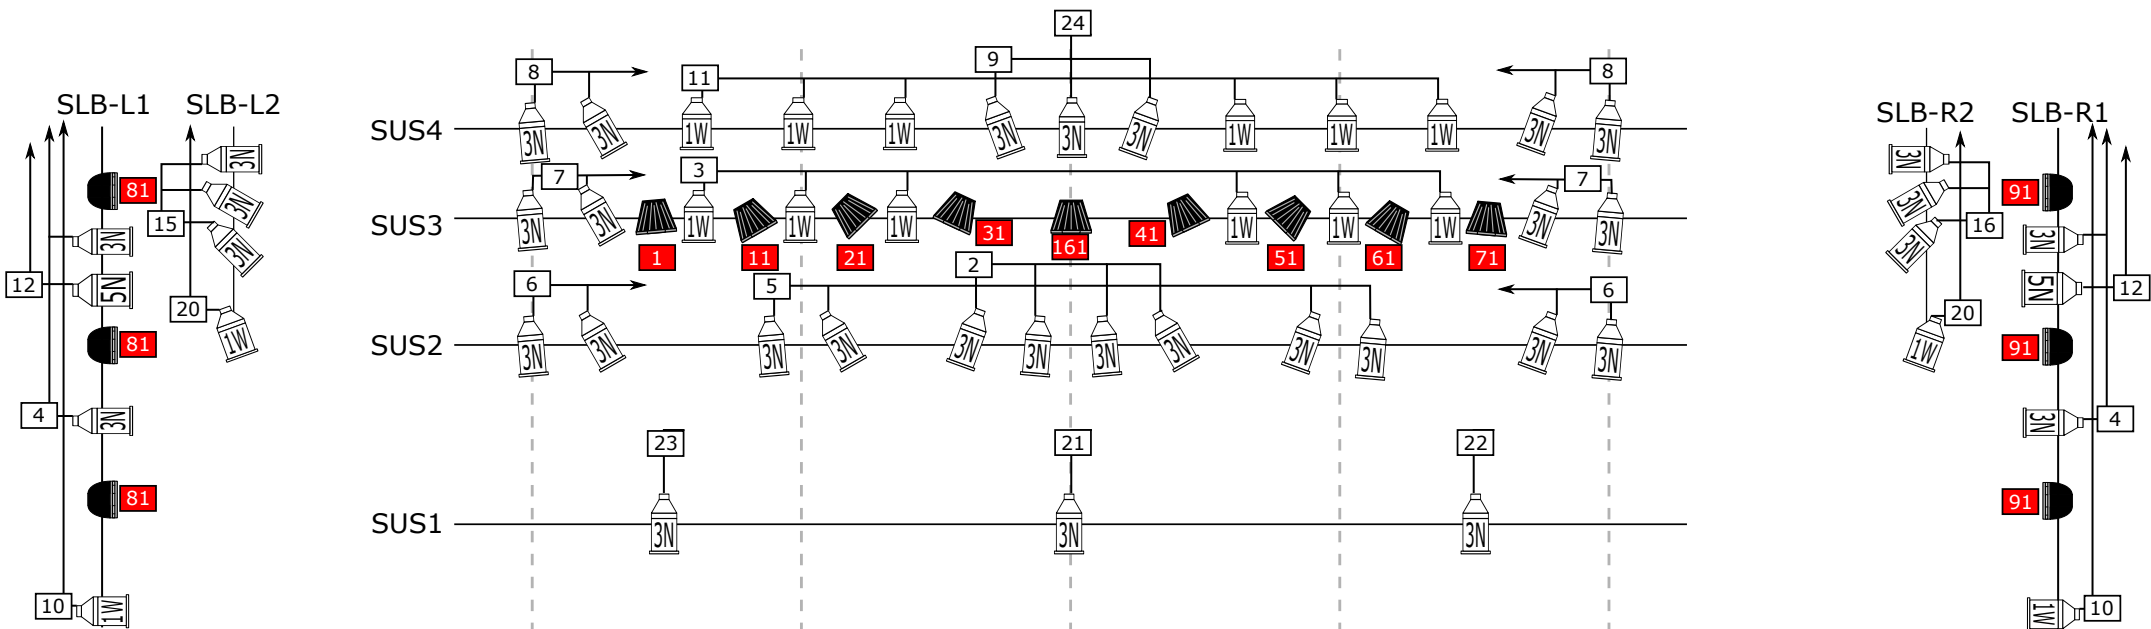 24
9
8
11
8
SLB-L1
SLB-L2
SLB-R2
SLB-R1
SUS4
3N
3N
1W
1W
1W
3N
3N
3N
1W
1W
1W
3N
3N
3N
3N
81
3N
15
7
3
7
3N
3N
91
16
3N
SUS3
3N
3N
1W
1W
1W
31
161
41
1W
1W
1W
3N
3N
1
11
21
51
61
71
3N
3N
12
5N
5N
12
20
1W
20
1W
6
5
2
6
81
91
SUS2
3N
3N
3N
3N
3N
3N
3N
3N
3N
3N
3N
3N
4
3N
3N
4
23
21
22
81
91
SUS1
3N
3N
3N
10
1W
1W
10